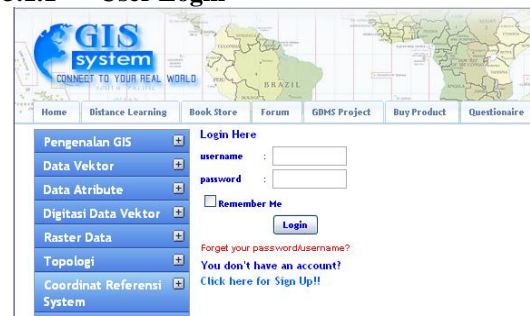 User Login
GIS
system
CONNECT TO YOUR REAL WORLD
BRAZIL
Home Distance Learning Book Store Forum GDMS Project Buy Product Questionaire
Pengenalan GIS
Data Vektor
Data Atribute
Digitasi Data Vektor
Raster Data
Topologi
Coordinat Referensi
System
Login Here
username :
password :
Remember Me
Login
Forget your password/username?
You don't have an account?
Click here for Sign Up!!